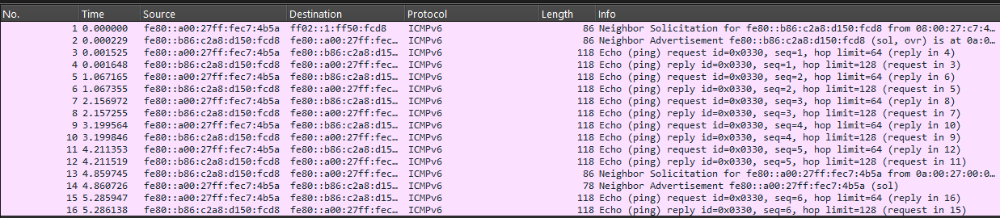 No. Time Source Destination Protocol Length Info
1 0.000000 fe80::a00:27ff:fec7:4b5a ff02::1:ff50:fcd8 ICMPv6 86 Neighbor Solicitation for fe80::b86:c2a8:d150:fcd8 from 08:00:27:c7:4…
2 0.000229 fe80::b86:c2a8:d150:fcd8 fe80::a00:27ff:fec… ICMPv6 86 Neighbor Advertisement fe80::b86:c2a8:d150:fcd8 (sol, ovr) is at 0a:0…
3 0.001525 fe80::a00:27ff:fec7:4b5a fe80::b86:c2a8:d15… ICMPv6 118 Echo (ping) request id=0x0330, seq=1, hop limit=64 (reply in 4)
4 0.001648 fe80::b86:c2a8:d150:fcd8 fe80::a00:27ff:fec… ICMPv6 118 Echo (ping) reply id=0x0330, seq=1, hop limit=128 (request in 3)
5 1.067165 fe80::a00:27ff:fec7:4b5a fe80::b86:c2a8:d15… ICMPv6 118 Echo (ping) request id=0x0330, seq=2, hop limit=64 (reply in 6)
6 1.067355 fe80::b86:c2a8:d150:fcd8 fe80::a00:27ff:fec… ICMPv6 118 Echo (ping) reply id=0x0330, seq=2, hop limit=128 (request in 5)
7 2.156972 fe80::a00:27ff:fec7:4b5a fe80::b86:c2a8:d15… ICMPv6 118 Echo (ping) request id=0x0330, seq=3, hop limit=64 (reply in 8)
8 2.157255 fe80::b86:c2a8:d150:fcd8 fe80::a00:27ff:fec… ICMPv6 118 Echo (ping) reply id=0x0330, seq=3, hop limit=128 (request in 7)
9 3.199564 fe80::a00:27ff:fec7:4b5a fe80::b86:c2a8:d15… ICMPv6 118 Echo (ping) request id=0x0330, seq=4, hop limit=64 (reply in 10)
10 3.199846 fe80::b86:c2a8:d150:fcd8 fe80::a00:27ff:fec… ICMPv6 118 Echo (ping) reply id=0x0330, seq=4, hop limit=128 (request in 9)
11 4.211353 fe80::a00:27ff:fec7:4b5a fe80::b86:c2a8:d15… ICMPv6 118 Echo (ping) request id=0x0330, seq=5, hop limit=64 (reply in 12)
12 4.211519 fe80::b86:c2a8:d150:fcd8 fe80::a00:27ff:fec… ICMPv6 118 Echo (ping) reply id=0x0330, seq=5, hop limit=128 (request in 11)
13 4.859745 fe80::b86:c2a8:d150:fcd8 fe80::a00:27ff:fec… ICMPv6 86 Neighbor Solicitation for fe80::a00:27ff:fec7:4b5a from 0a:00:27:00:0…
14 4.860726 fe80::a00:27ff:fec7:4b5a fe80::b86:c2a8:d15… ICMPv6 78 Neighbor Advertisement fe80::a00:27ff:fec7:4b5a (sol)
15 5.285947 fe80::a00:27ff:fec7:4b5a fe80::b86:c2a8:d15… ICMPv6 118 Echo (ping) request id=0x0330, seq=6, hop limit=64 (reply in 16)
16 5.286138 fe80::b86:c2a8:d150:fcd8 fe80::a00:27ff:fec… ICMPv6 118 Echo (ping) reply id=0x0330, seq=6, hop limit=128 (request in 15)